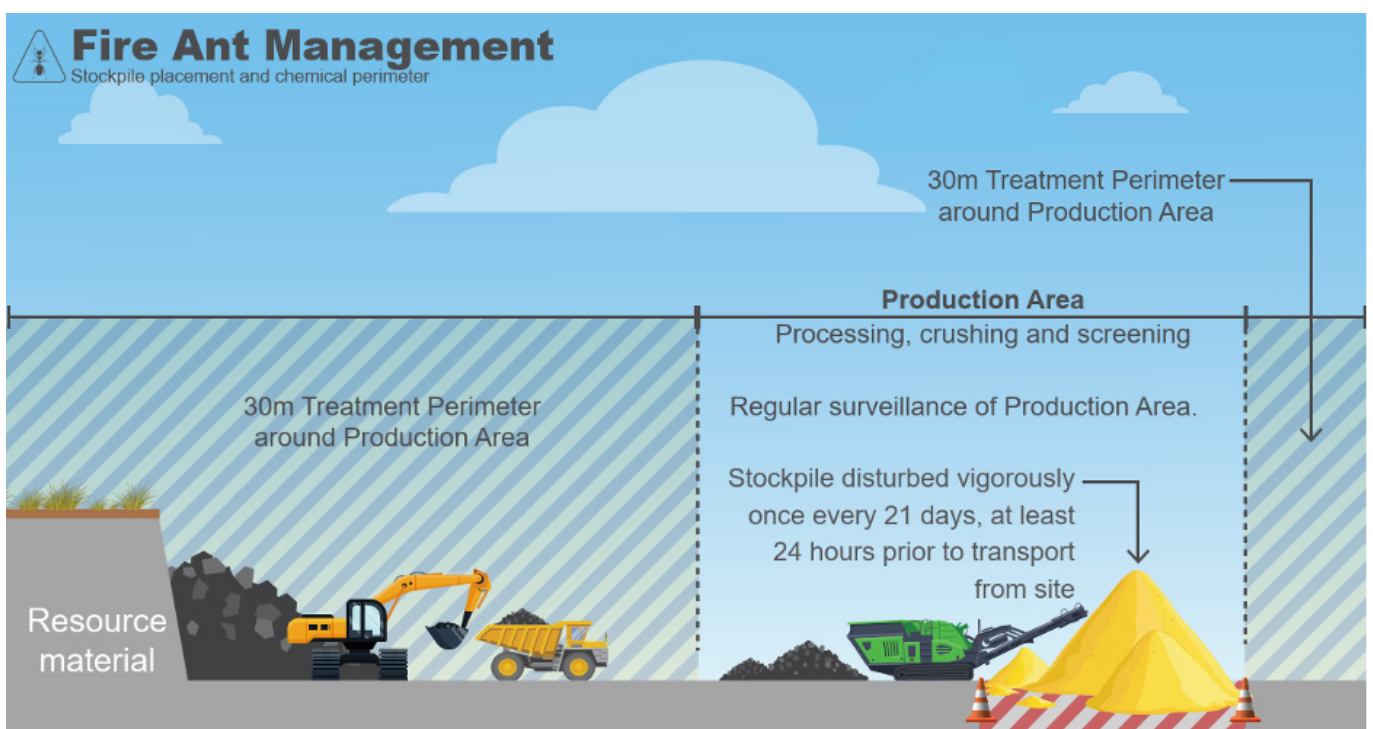 Fire Ant Management
Stockpile placement and chemical perimeter
30m Treatment Perimeter
around Production Area
Production Area
Processing, crushing and screening
30m Treatment Perimeter
around Production Area
Regular surveillance of Production Area.
Stockpile disturbed vigorously
once every 21 days, at least
24 hours prior to transport
from site
Resource
material